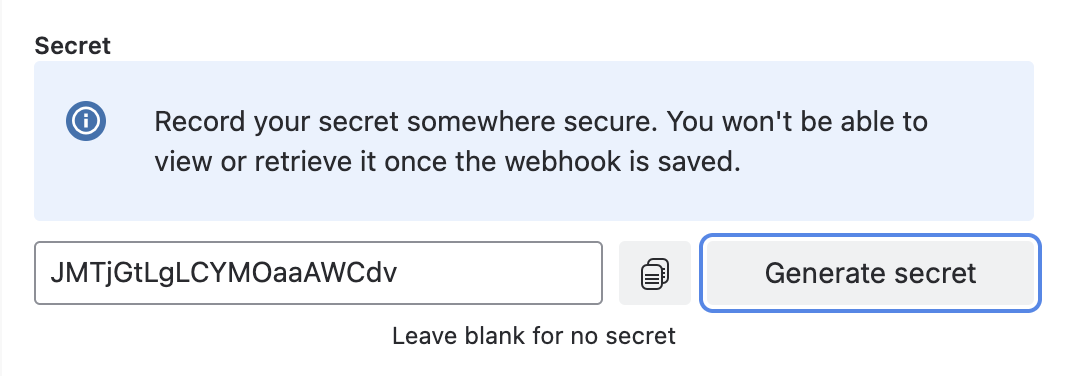 Secret
Record your secret somewhere secure. You won't be able to
view or retrieve it once the webhook is saved.
JMTjGtLgLCYMOaaAWCdv
Generate secret
Leave blank for no secret